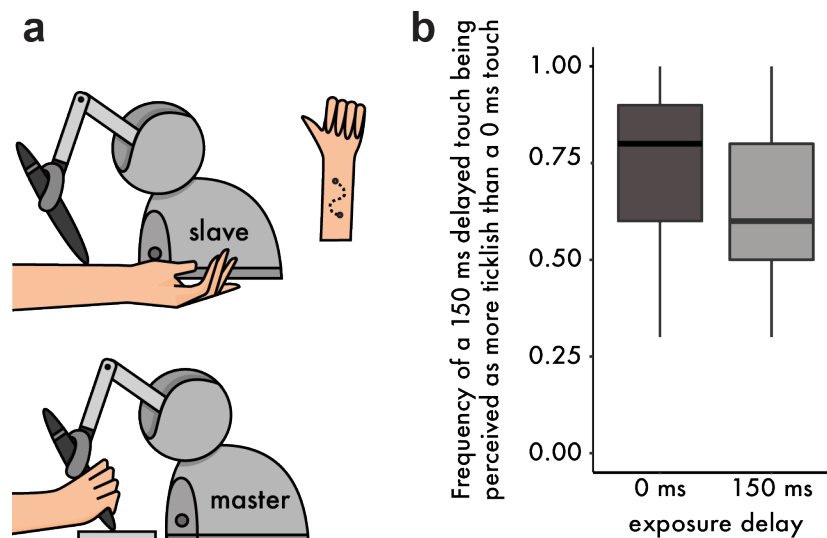 a
slave
master
b
Frequency of a 150 ms delayed touch being
perceived as more ticklish than a 0 ms touch
1.00
0.75
0.50
0.25
0.00
0 ms
150 ms
exposure delay